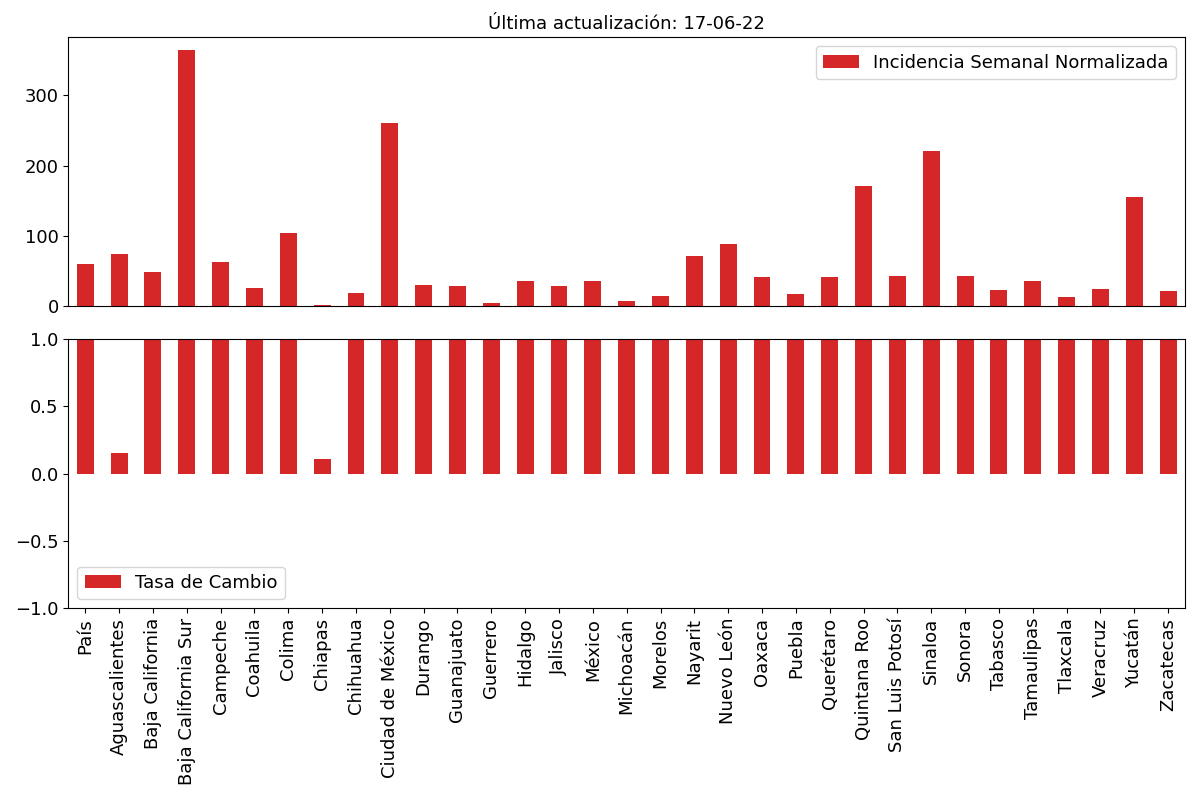 Última actualización: 17-06-22
Incidencia Semanal Normalizada
300
200
100
0
1.0
0.5
0.0
−0.5
−1.0
Tasa de Cambio
País
Aguascalientes
Baja California
Baja California Sur
Campeche
Coahuila
Colima
Chiapas
Chihuahua
Ciudad de México
Durango
Guanajuato
Guerrero
Hidalgo
Jalisco
México
Michoacán
Morelos
Nayarit
Nuevo León
Oaxaca
Puebla
Querétaro
Quintana Roo
San Luis Potosí
Sinaloa
Sonora
Tabasco
Tamaulipas
Tlaxcala
Veracruz
Yucatán
Zacatecas